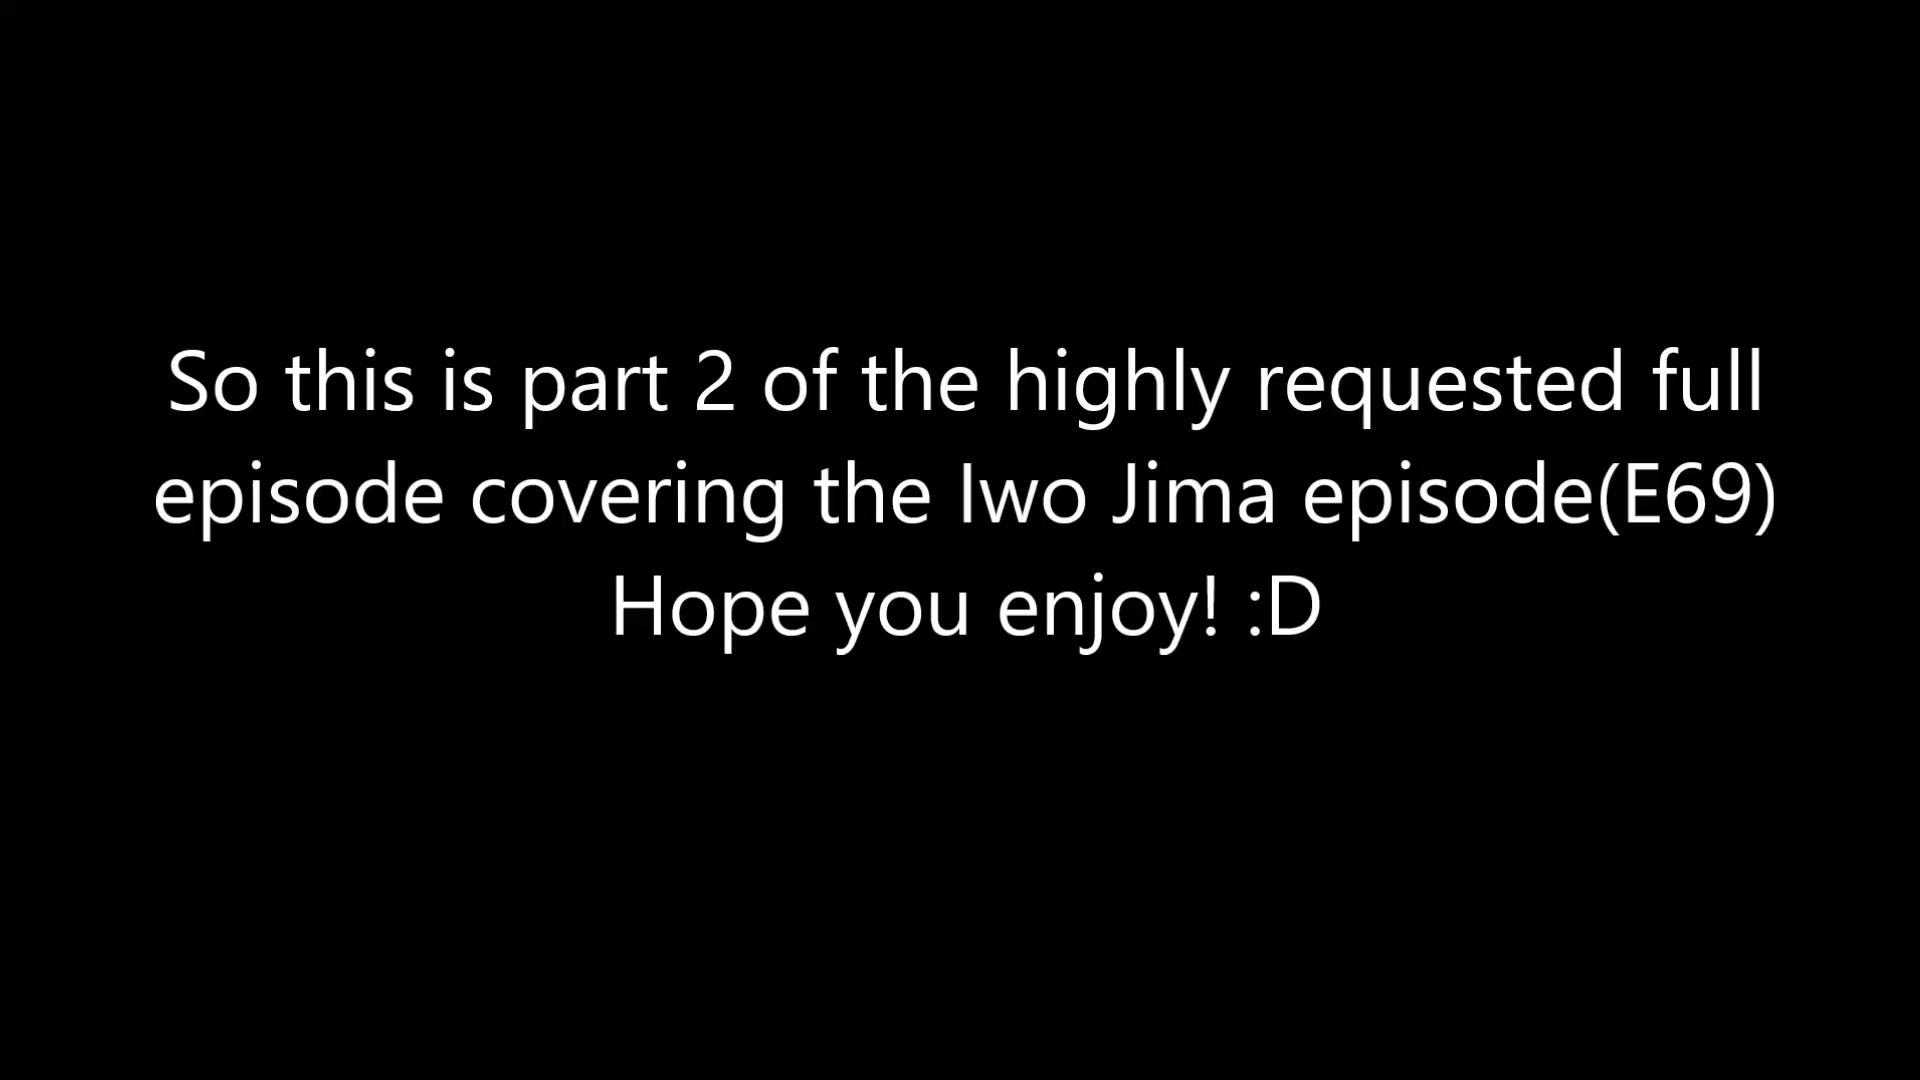 So this is part 2 of the highly requested full
episode covering the Iwo Jima episode(E69)
Hope you enjoy! :D